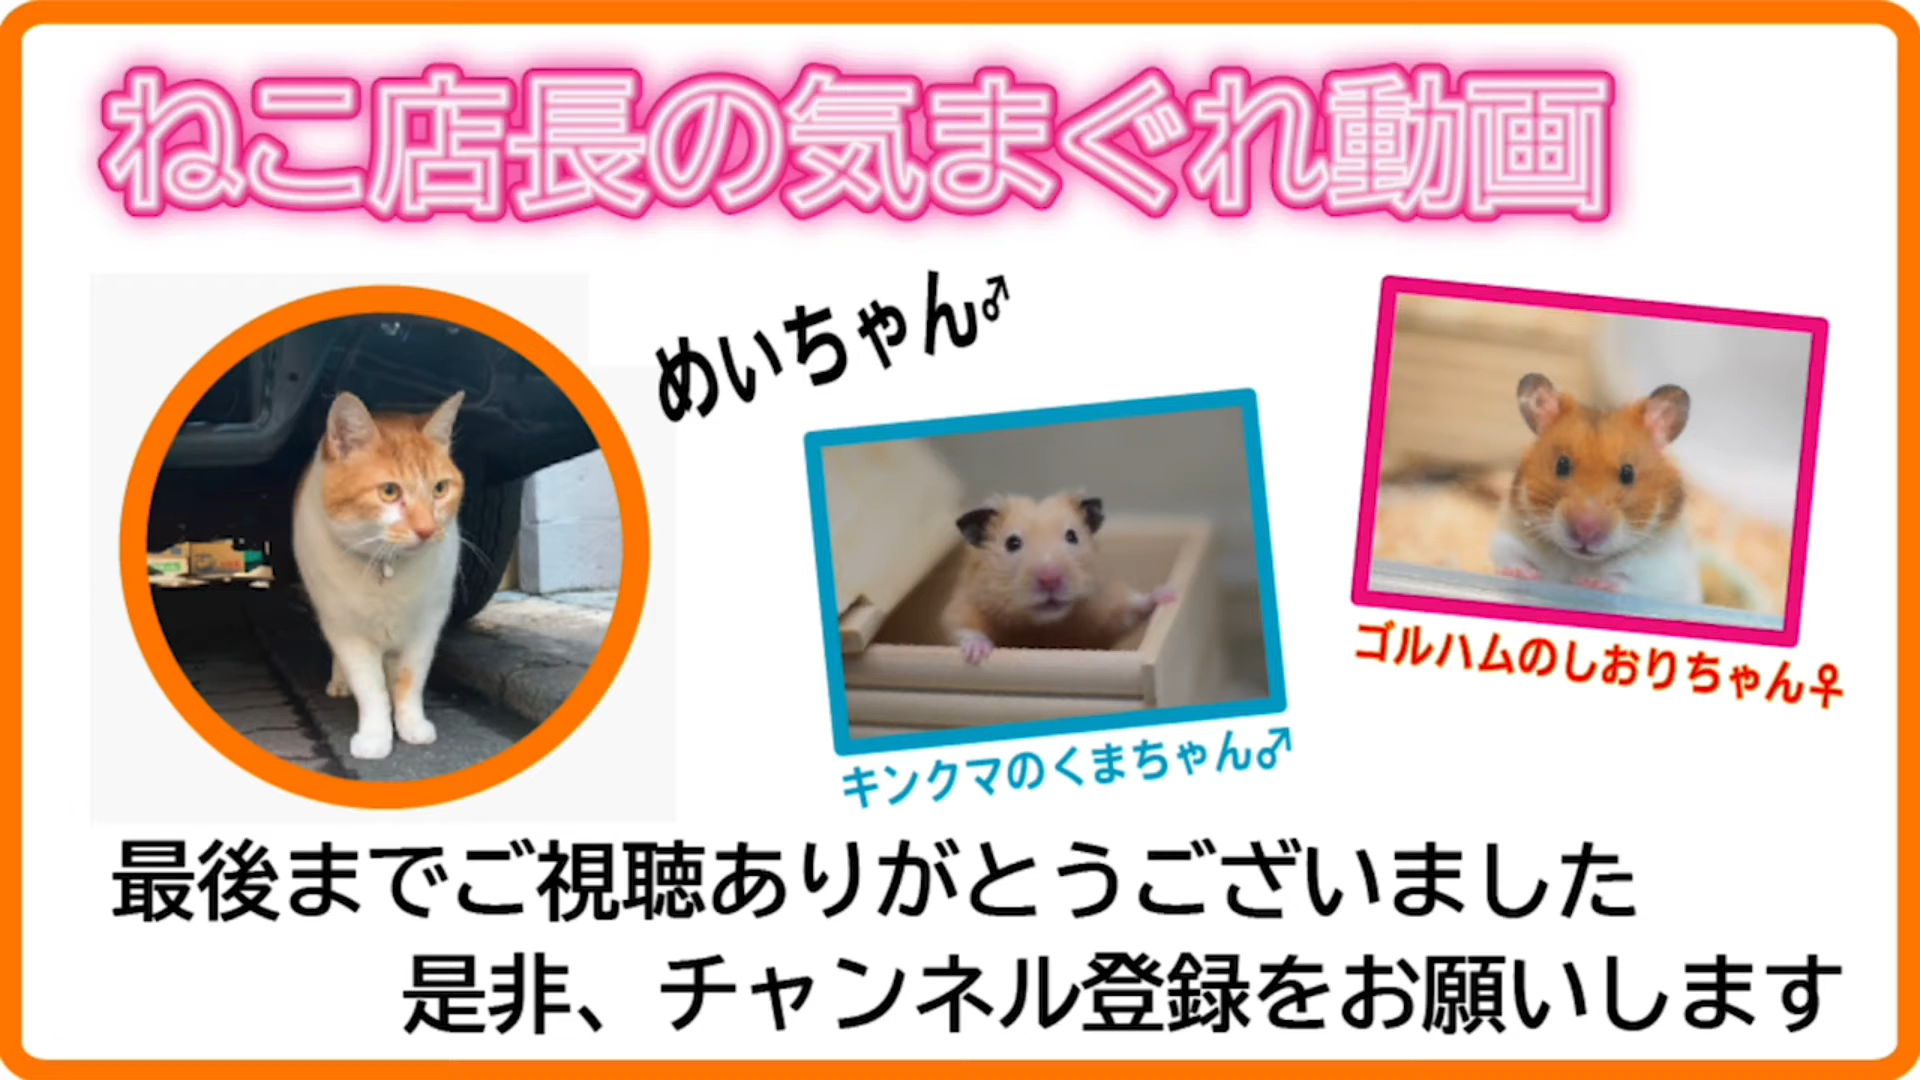 ねこ店長の気まぐれ動画
めいちゃん♂
キンクマのくまちゃん♂
ゴルハムのしおりちゃん♀
最後までご視聴ありがとうございました
是非、チャンネル登録をお願いします